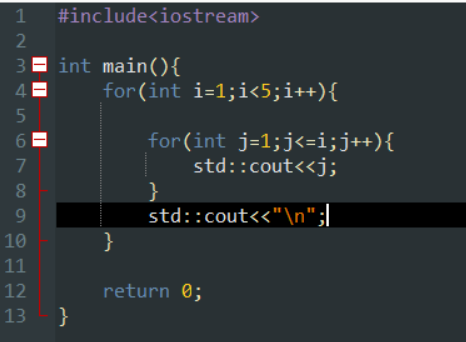 1 #include<iostream>
2
3 int main(){
4     for(int i=1;i<5;i++){
5
6         for(int j=1;j<=i;j++){
7             std::cout<<j;
8         }
9         std::cout<<"\n";
10     }
11
12     return 0;
13 }